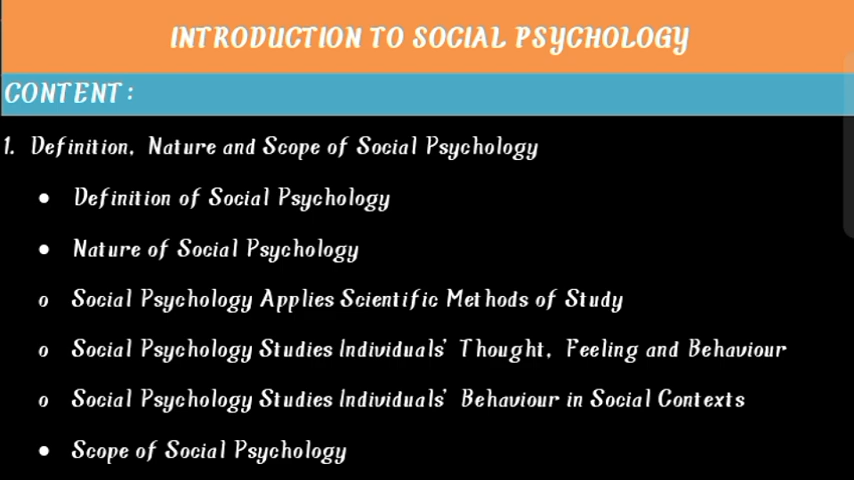 INTRODUCTION TO SOCIAL PSYCHOLOGY
CONTENT:
1. Definition, Nature and Scope of Social Psychology
• Definition of Social Psychology
• Nature of Social Psychology
o Social Psychology Applies Scientific Methods of Study
o Social Psychology Studies Individuals' Thought, Feeling and Behaviour
o Social Psychology Studies Individuals' Behaviour in Social Contexts
• Scope of Social Psychology